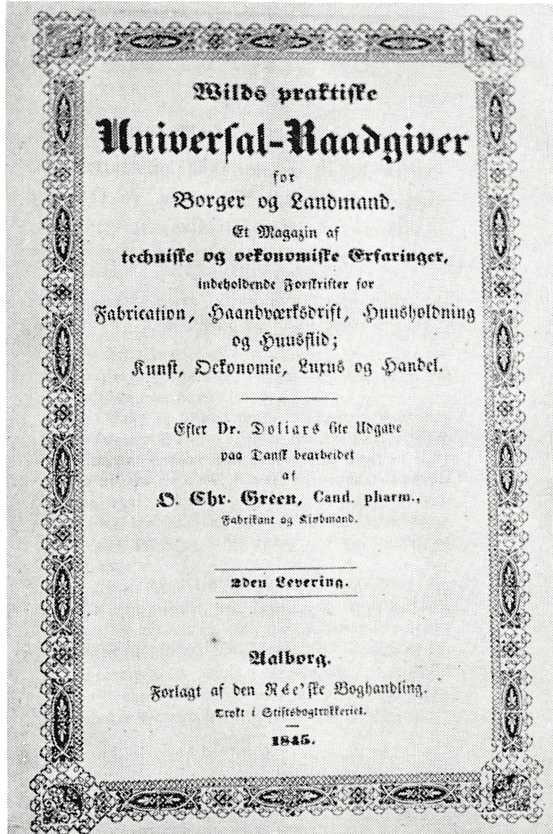 Wilds praktiske
Universal-Raadgiver
for
Borger og Landmand.
Et Magazin af
techniske og oekonomiske Erfaringer,
indeholdende Forskrifter for
Fabrication, Haandværksdrift, Huusholdning
og Huusflid;
Kunst, Oekonomie, Luxus og Handel.
Efter Dr. Doliars 6te Udgave
paa Dansk bearbeidet
af
O. Chr. Green, Cand. pharm.,
Fabrikant og Kiøbmand.
2den Levering.
Aalborg.
Forlagt af den Rée'ske Boghandling.
Trykt i Stiftsbogtrykkeriet.
1845.